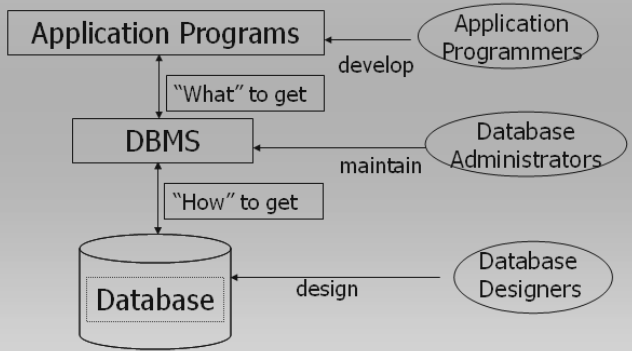 Application Programs
Application
Programmers
develop
“What” to get
DBMS
Database
Administrators
maintain
“How” to get
Database
Database
Designers
design